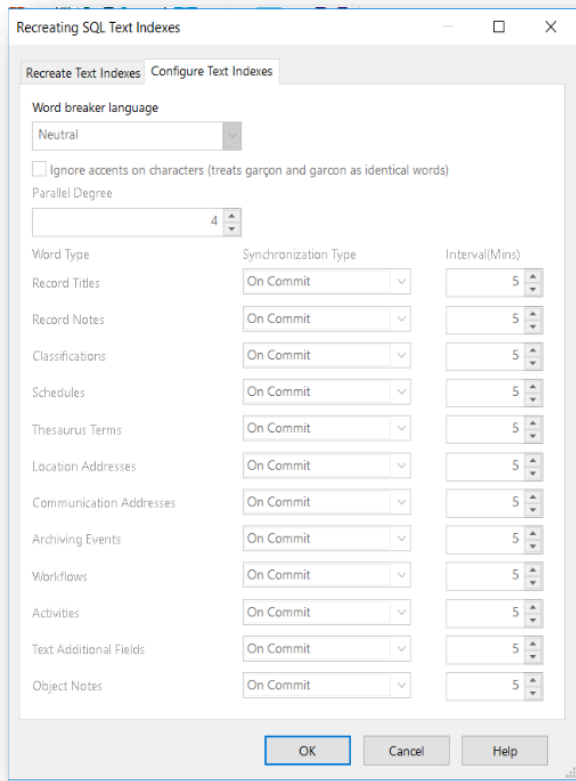 Recreating SQL Text Indexes
Recreate Text Indexes Configure Text Indexes
Word breaker language
Neutral
Ignore accents on characters (treats garçon and garcon as identical words)
Parallel Degree
4
Word Type Synchronization Type Interval(Mins)
Record Titles On Commit 5
Record Notes On Commit 5
Classifications On Commit 5
Schedules On Commit 5
Thesaurus Terms On Commit 5
Location Addresses On Commit 5
Communication Addresses On Commit 5
Archiving Events On Commit 5
Workflows On Commit 5
Activities On Commit 5
Text Additional Fields On Commit 5
Object Notes On Commit 5
OK Cancel Help